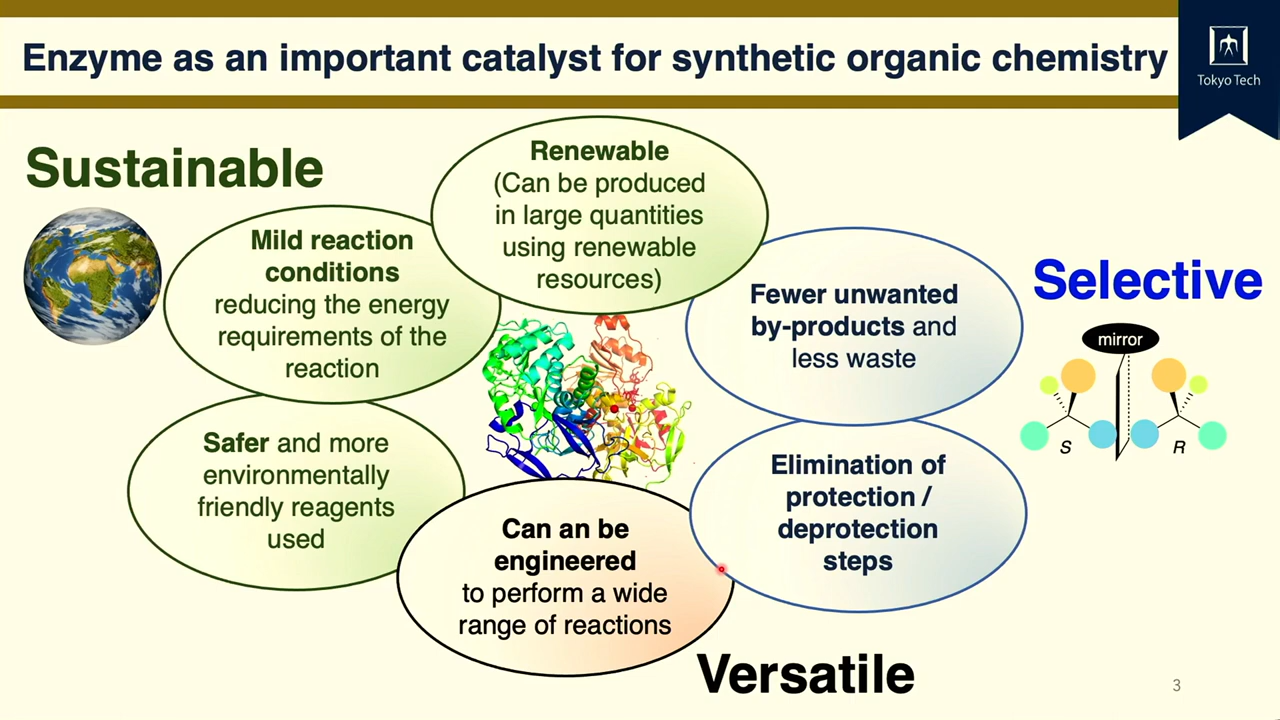 Enzyme as an important catalyst for synthetic organic chemistry
Tokyo Tech
Sustainable
Renewable
(Can be produced
in large quantities
using renewable
resources)
Mild reaction
conditions
reducing the energy
requirements of the
reaction
Safer and more
environmentally
friendly reagents
used
Can an be
engineered
to perform a wide
range of reactions
Fewer unwanted
by-products and
less waste
Elimination of
protection /
deprotection
steps
Selective
mirror
S
R
Versatile
3